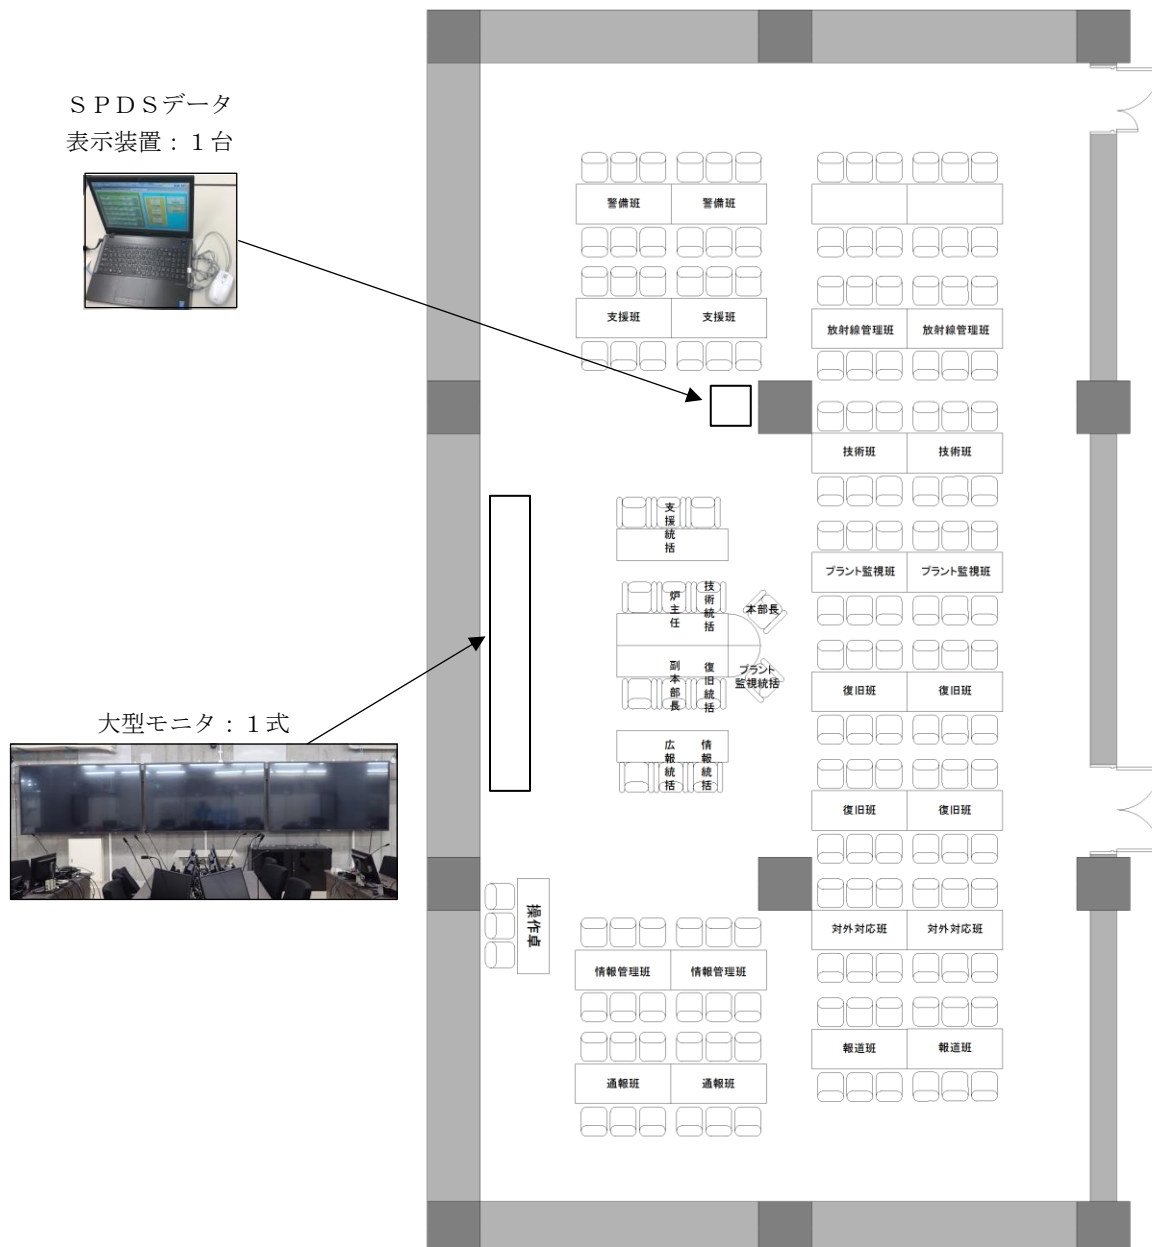 ＳＰＤＳデータ
表示装置：１台
警備班
警備班
支援班
支援班
放射線管理班
放射線管理班
技術班
技術班
支援統括
プラント監視班
プラント監視班
炉主任
技術統括
本部長
副本部長
復旧統括
プラント
監視統括
復旧班
復旧班
大型モニタ：１式
広報統括
情報統括
復旧班
復旧班
操作卓
対外対応班
対外対応班
情報管理班
情報管理班
報道班
報道班
通報班
通報班